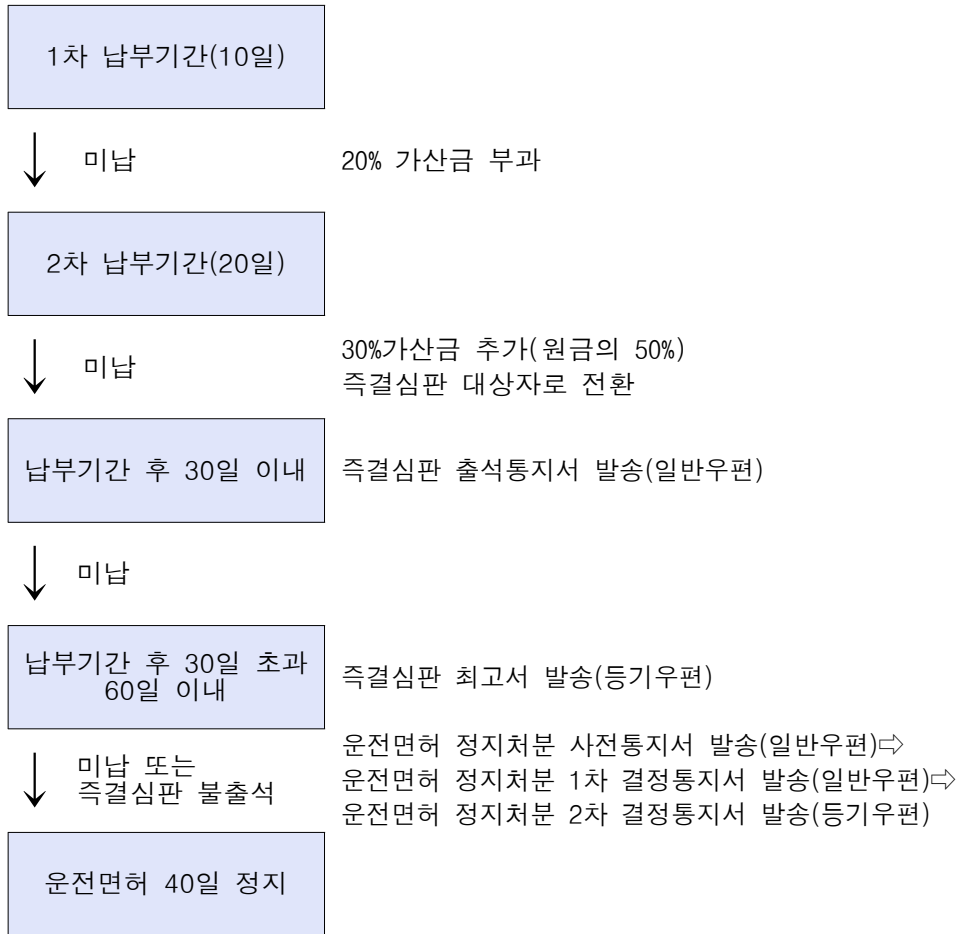 1차 납부기간(10일)
미납
20% 가산금 부과
2차 납부기간(20일)
미납
30%가산금 추가(원금의 50%)
즉결심판 대상자로 전환
납부기간 후 30일 이내
즉결심판 출석통지서 발송(일반우편)
미납
납부기간 후 30일 초과
60일 이내
즉결심판 최고서 발송(등기우편)
미납 또는
즉결심판 불출석
운전면허 정지처분 사전통지서 발송(일반우편)⇨
운전면허 정지처분 1차 결정통지서 발송(일반우편)⇨
운전면허 정지처분 2차 결정통지서 발송(등기우편)
운전면허 40일 정지